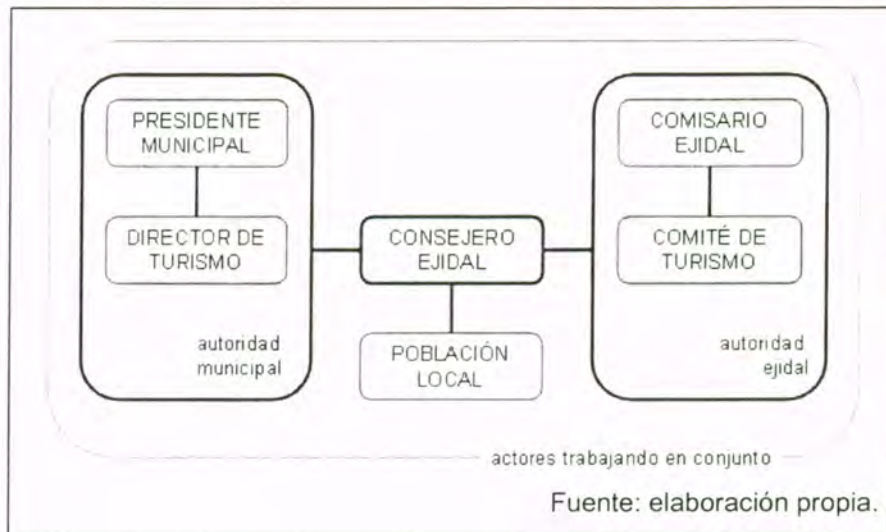 PRESIDENTE
MUNICIPAL
DIRECTOR DE
TURISMO
autoridad
municipal
CONSEJERO
EJIDAL
POBLACIÓN
LOCAL
COMISARIO
EJIDAL
COMITÉ DE
TURISMO
autoridad
ejidal
actores trabajando en conjunto
Fuente: elaboración propia.